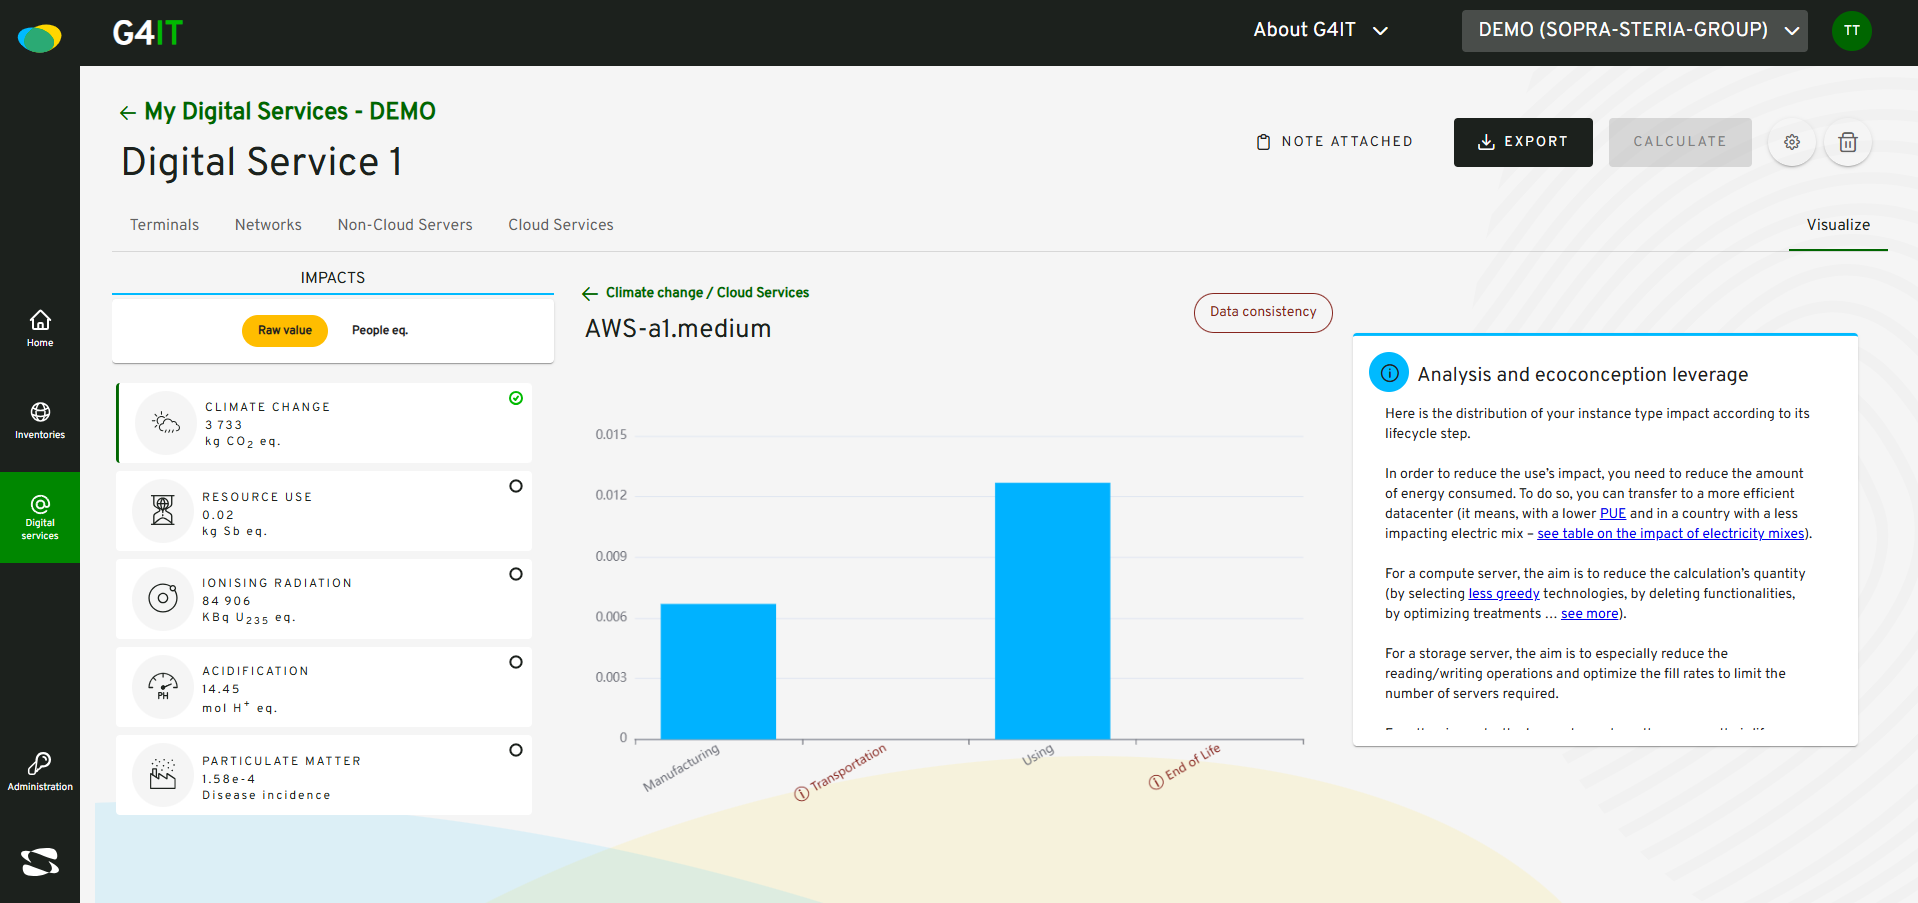 G4IT
About G4IT
DEMO (SOPRA-STERIA-GROUP)
TT
My Digital Services - DEMO
Digital Service 1
NOTE ATTACHED
EXPORT
CALCULATE
Terminals
Networks
Non-Cloud Servers
Cloud Services
Visualize
Home
Inventories
Digital
services
Administration
IMPACTS
Raw value
People eq.
CLIMATE CHANGE
3 733
kg CO2 eq.
RESOURCE USE
0.02
kg Sb eq.
IONISING RADIATION
84 906
KBq U235 eq.
PH
ACIDIFICATION
14.45
mol H+ eq.
PARTICULATE MATTER
1.58e-4
Disease incidence
Climate change / Cloud Services
AWS-a1.medium
Data consistency
0.015
0.012
0.009
0.006
0.003
0
Manufacturing
Transportation
Using
End of Life
Analysis and ecoconception leverage
Here is the distribution of your instance type impact according to its
lifecycle step.
In order to reduce the use's impact, you need to reduce the amount
of energy consumed. To do so, you can transfer to a more efficient
datacenter (it means, with a lower PUE and in a country with a less
impacting electric mix – see table on the impact of electricity mixes).
For a compute server, the aim is to reduce the calculation's quantity
(by selecting less greedy technologies, by deleting functionalities,
by optimizing treatments ... see more).
For a storage server, the aim is to especially reduce the
reading/writing operations and optimize the fill rates to limit the
number of servers required.